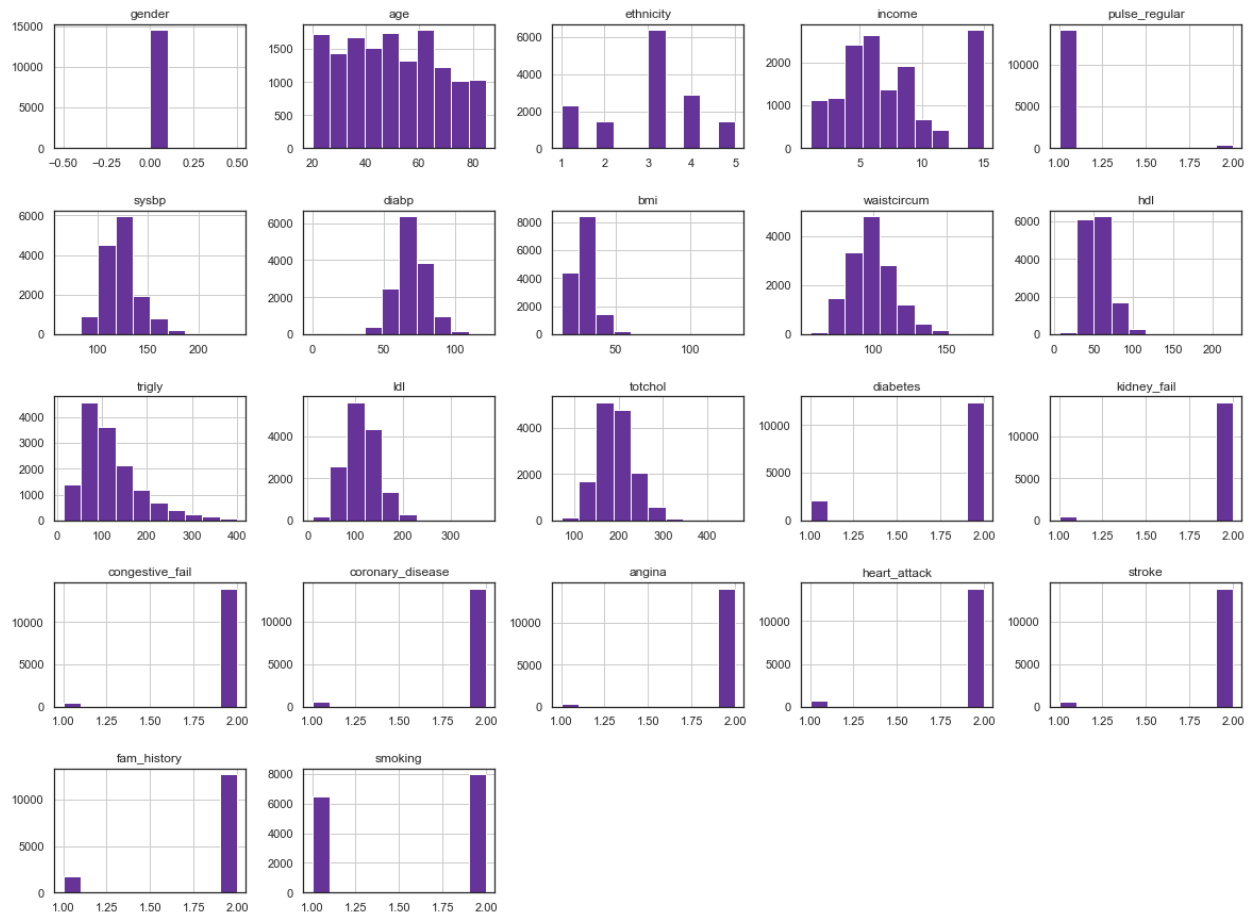 gender age ethnicity income pulse_regular
15000 1500 6000 2000 10000
10000 1000 4000 1000 5000
5000 500 2000 0 0
0 0 0
−0.50 −0.25 0.00 0.25 0.50 20 40 60 80 1 2 3 4 5 5 10 15 1.00 1.25 1.50 1.75 2.00
sysbp diabp bmi waistcircum hdl
6000 6000 8000 4000 6000
4000 4000 6000 2000 4000
2000 2000 4000 0 2000
0 0 2000 0
0
100 150 200 0 50 100 50 100 100 150 0 50 100 150 200
trigly ldl totchol diabetes kidney_fail
4000 4000 4000 10000 10000
3000 2000 2000 5000 5000
2000 0 0 0 0
1000
0
0 100 200 300 400 0 100 200 300 100 200 300 400 1.00 1.25 1.50 1.75 2.00 1.00 1.25 1.50 1.75 2.00
congestive_fail coronary_disease angina heart_attack stroke
10000 10000 10000 10000 10000
5000 5000 5000 5000 5000
0 0 0 0 0
1.00 1.25 1.50 1.75 2.00 1.00 1.25 1.50 1.75 2.00 1.00 1.25 1.50 1.75 2.00 1.00 1.25 1.50 1.75 2.00 1.00 1.25 1.50 1.75 2.00
fam_history smoking
10000 8000
5000 6000
0 4000
2000
0
1.00 1.25 1.50 1.75 2.00 1.00 1.25 1.50 1.75 2.00